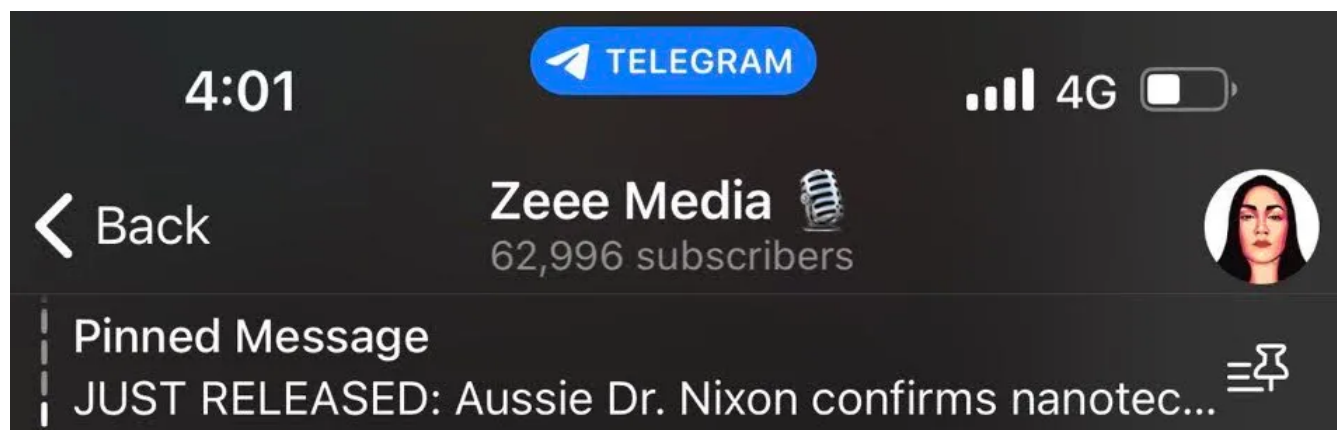 TELEGRAM
4:01
4G
Back
Zeee Media 🎙
62,996 subscribers
Pinned Message
JUST RELEASED: Aussie Dr. Nixon confirms nanotec...